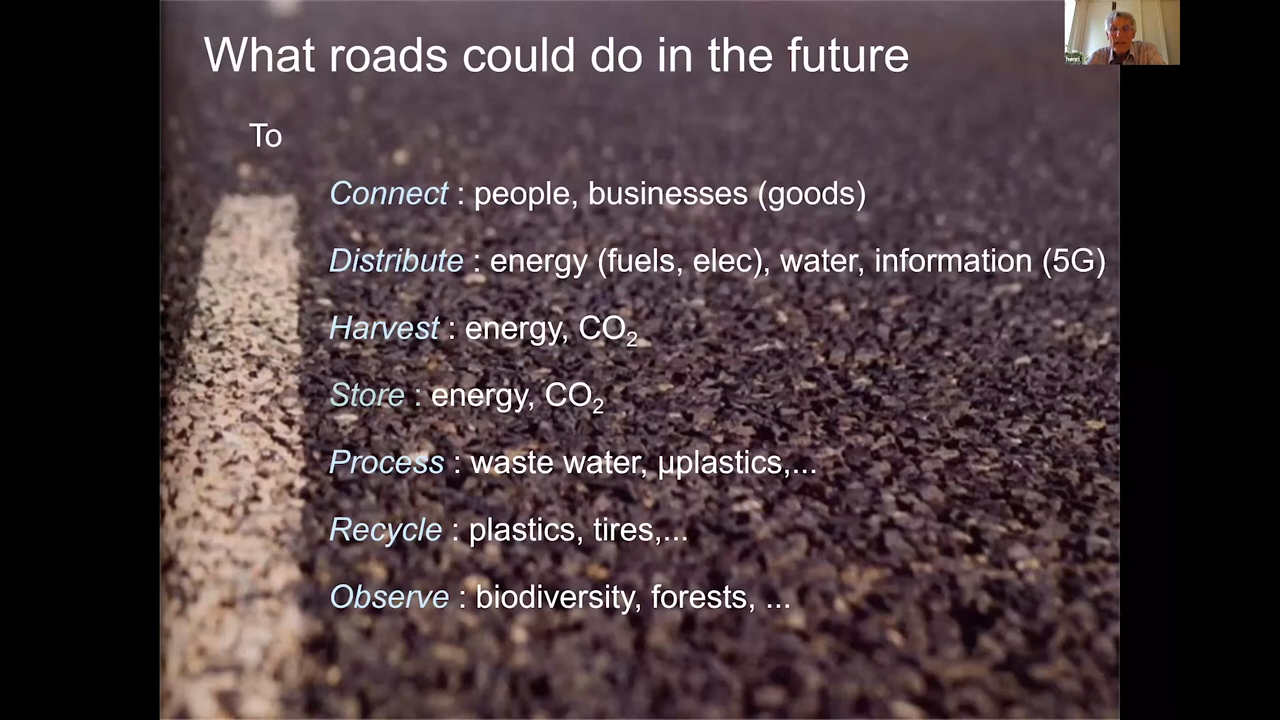 What roads could do in the future
To
Connect : people, businesses (goods)
Distribute : energy (fuels, elec), water, information (5G)
Harvest : energy, CO₂
Store : energy, CO₂
Process : waste water, µplastics,...
Recycle : plastics, tires,...
Observe : biodiversity, forests, ...